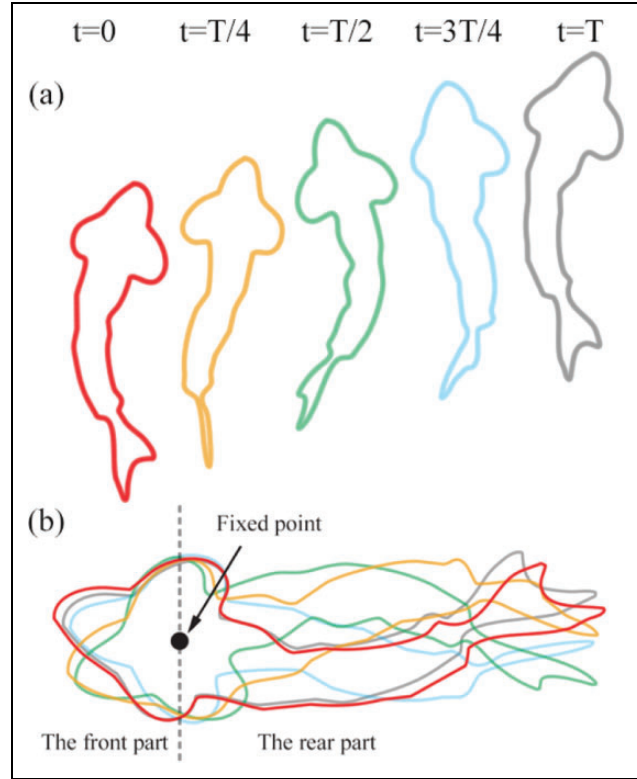 t=0 t=T/4 t=T/2 t=3T/4 t=T
(a)
(b)
Fixed point
The front part The rear part